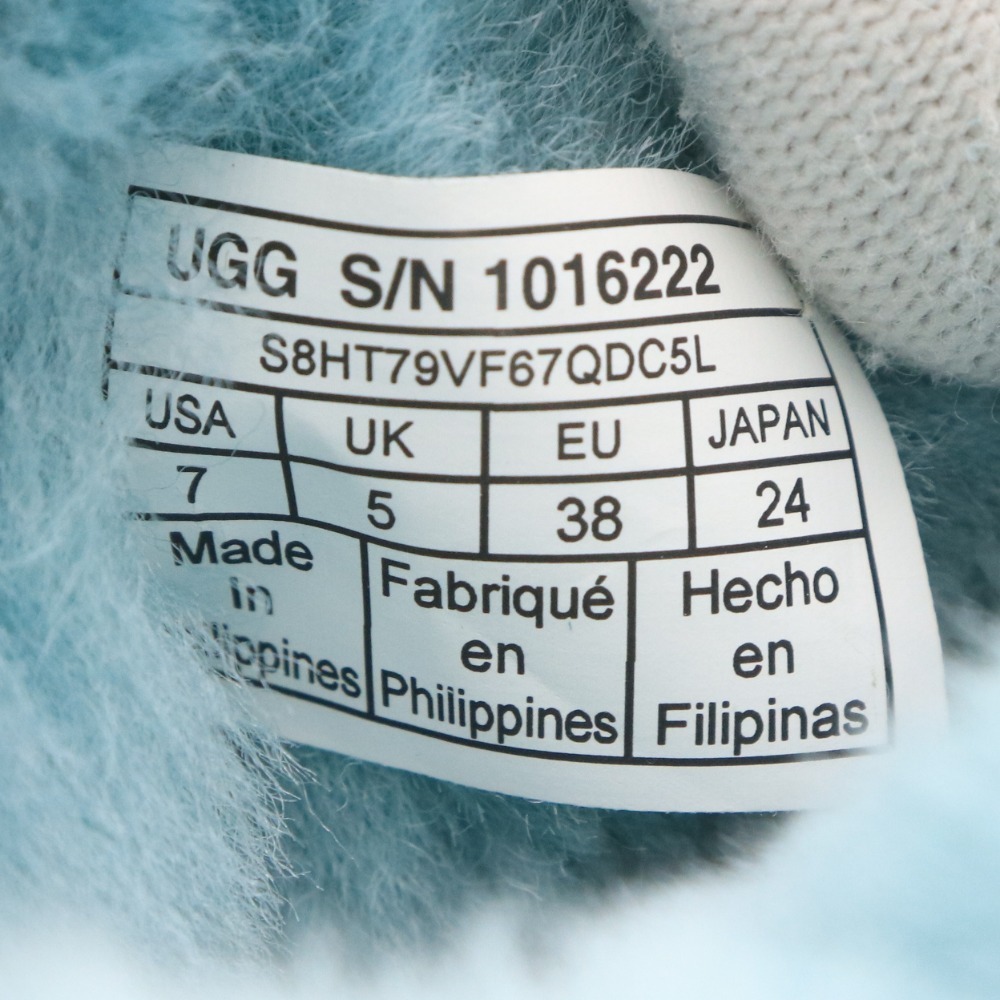 UGG S/N 1016222
S8HT79VF67QDC5L
USA UK EU JAPAN
7 5 38 24
Made Fabriqué Hecho
in en en
Philippines Philippines Filipinas